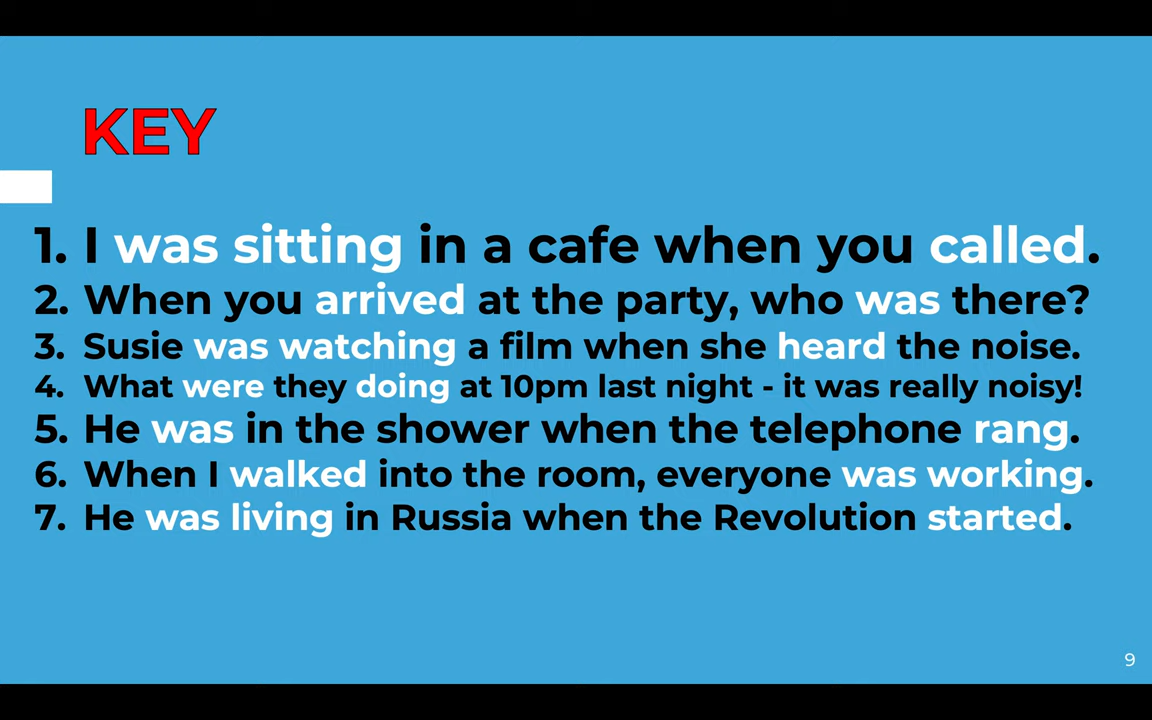 KEY
1. I was sitting in a cafe when you called.
2. When you arrived at the party, who was there?
3. Susie was watching a film when she heard the noise.
4. What were they doing at 10pm last night - it was really noisy!
5. He was in the shower when the telephone rang.
6. When I walked into the room, everyone was working.
7. He was living in Russia when the Revolution started.
9